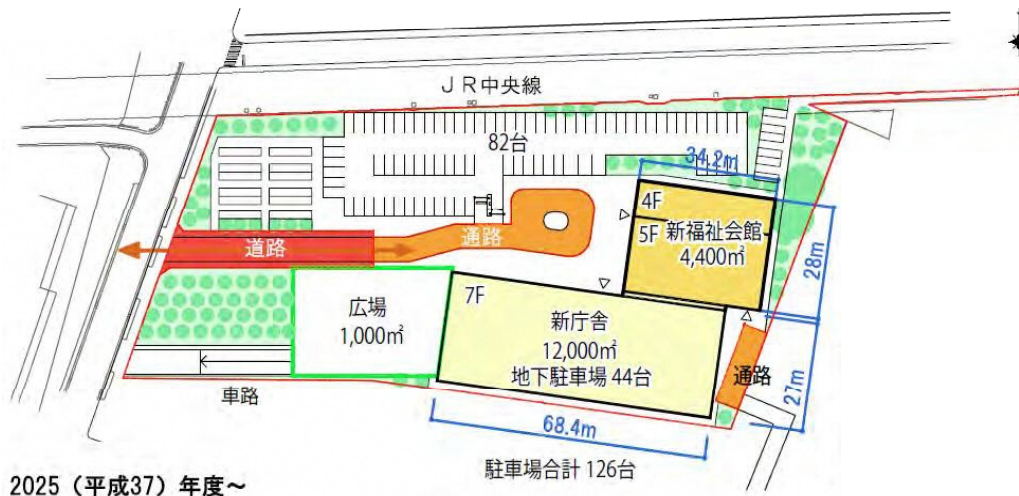 JR中央線
82台
34.2m
4F
5F 新福祉会館
4,400㎡
28m
道路
通路
広場
1,000㎡
7F
新庁舎
12,000㎡
地下駐車場 44台
通路
27m
車路
68.4m
駐車場合計 126台
2025（平成37）年度～